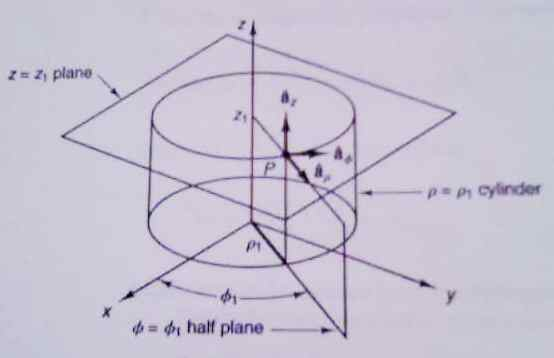 z
z = z₁ plane
â_z
z₁
P
â_ϕ
â_ρ
ρ = ρ₁ cylinder
ρ₁
x
ϕ₁
y
ϕ = ϕ₁ half plane